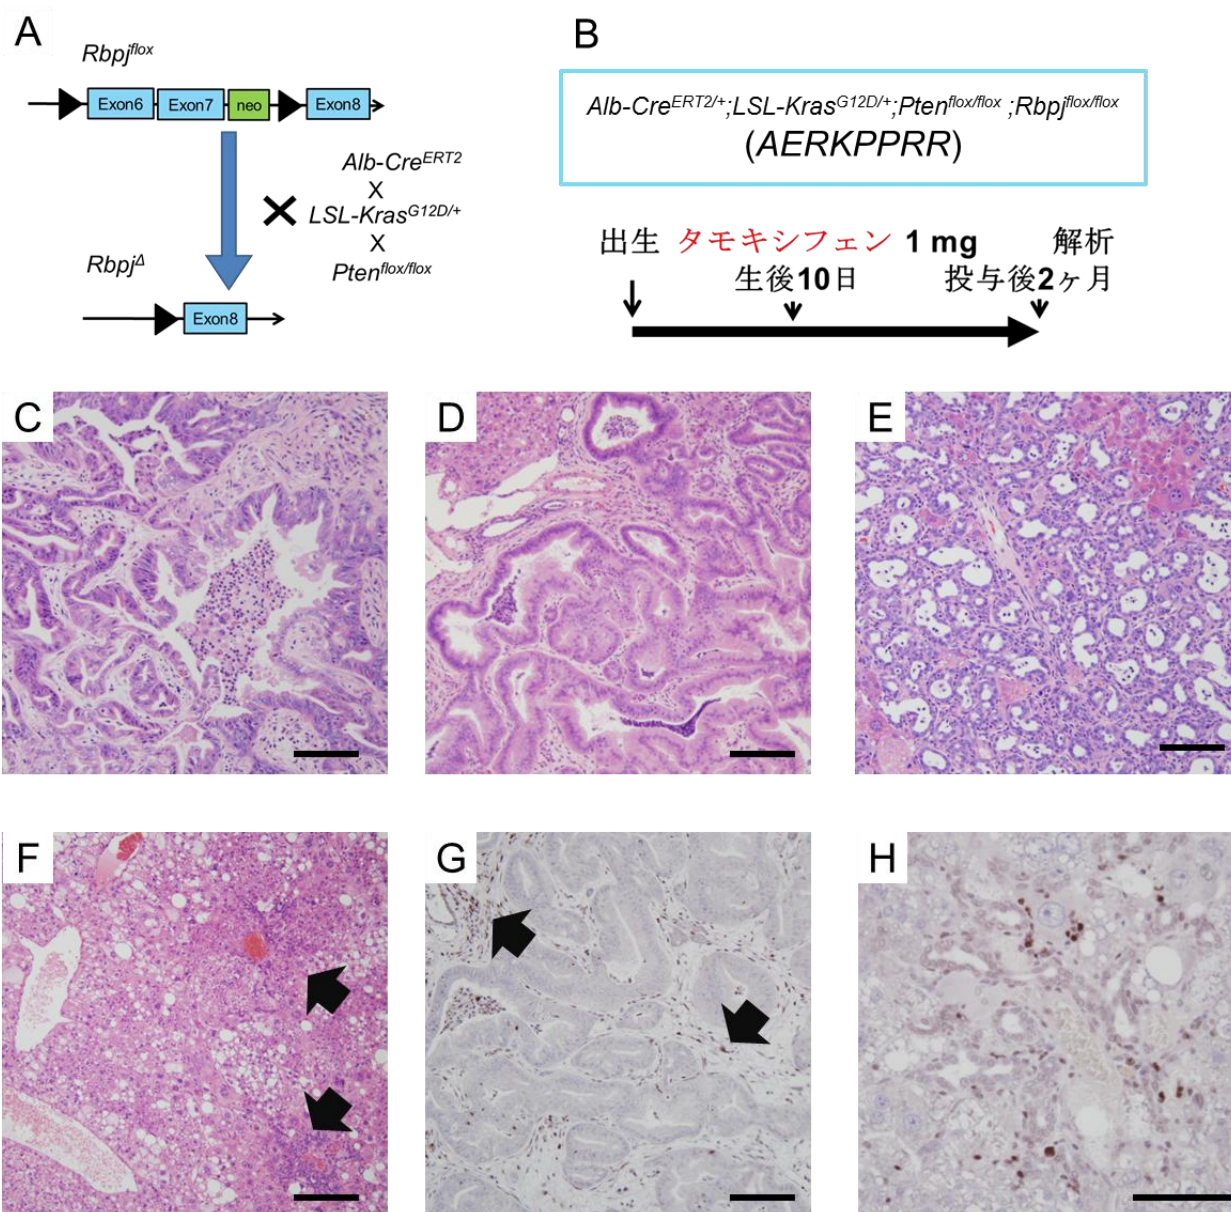 A
Rbpjflox
Exon6 Exon7 neo Exon8
Alb-CreERT2
X
LSL-KrasG12D/+
X
Ptenflox/flox
RbpjΔ
Exon8
B
Alb-CreERT2/+;LSL-KrasG12D/+;Ptenflox/flox ;Rbpjflox/flox
(AERKPPRR)
出生 タモキシフェン 1 mg 解析
生後10日 投与後2ヶ月
C
D
E
F
G
H